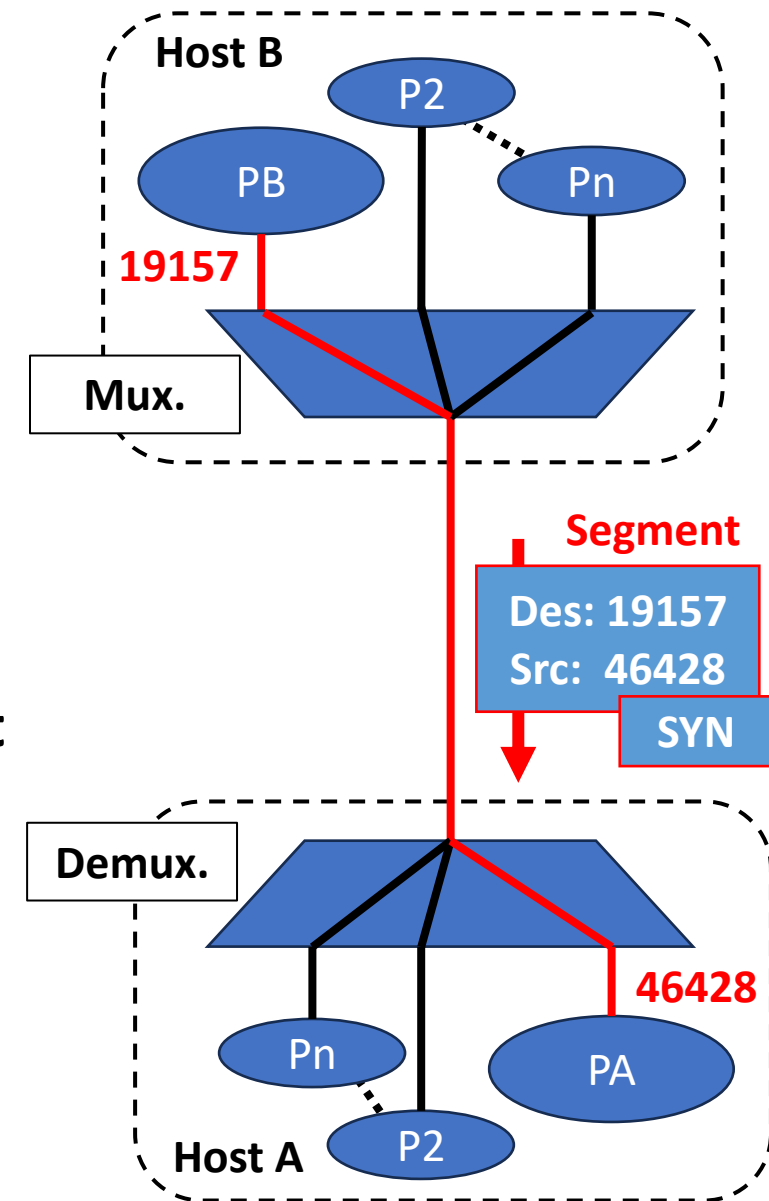 Host B
P2
PB
Pn
19157
Mux.
Segment
Des: 19157
Src: 46428
SYN
t
Demux.
46428
Pn
PA
P2
Host A